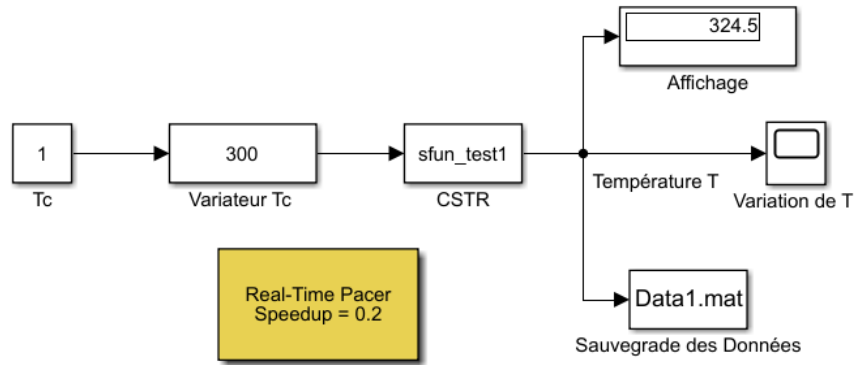 324.5
Affichage
1
Tc
300
Variateur Tc
sfun_test1
CSTR
Température T
Variation de T
Real-Time Pacer
Speedup = 0.2
Data1.mat
Sauvegrade des Données